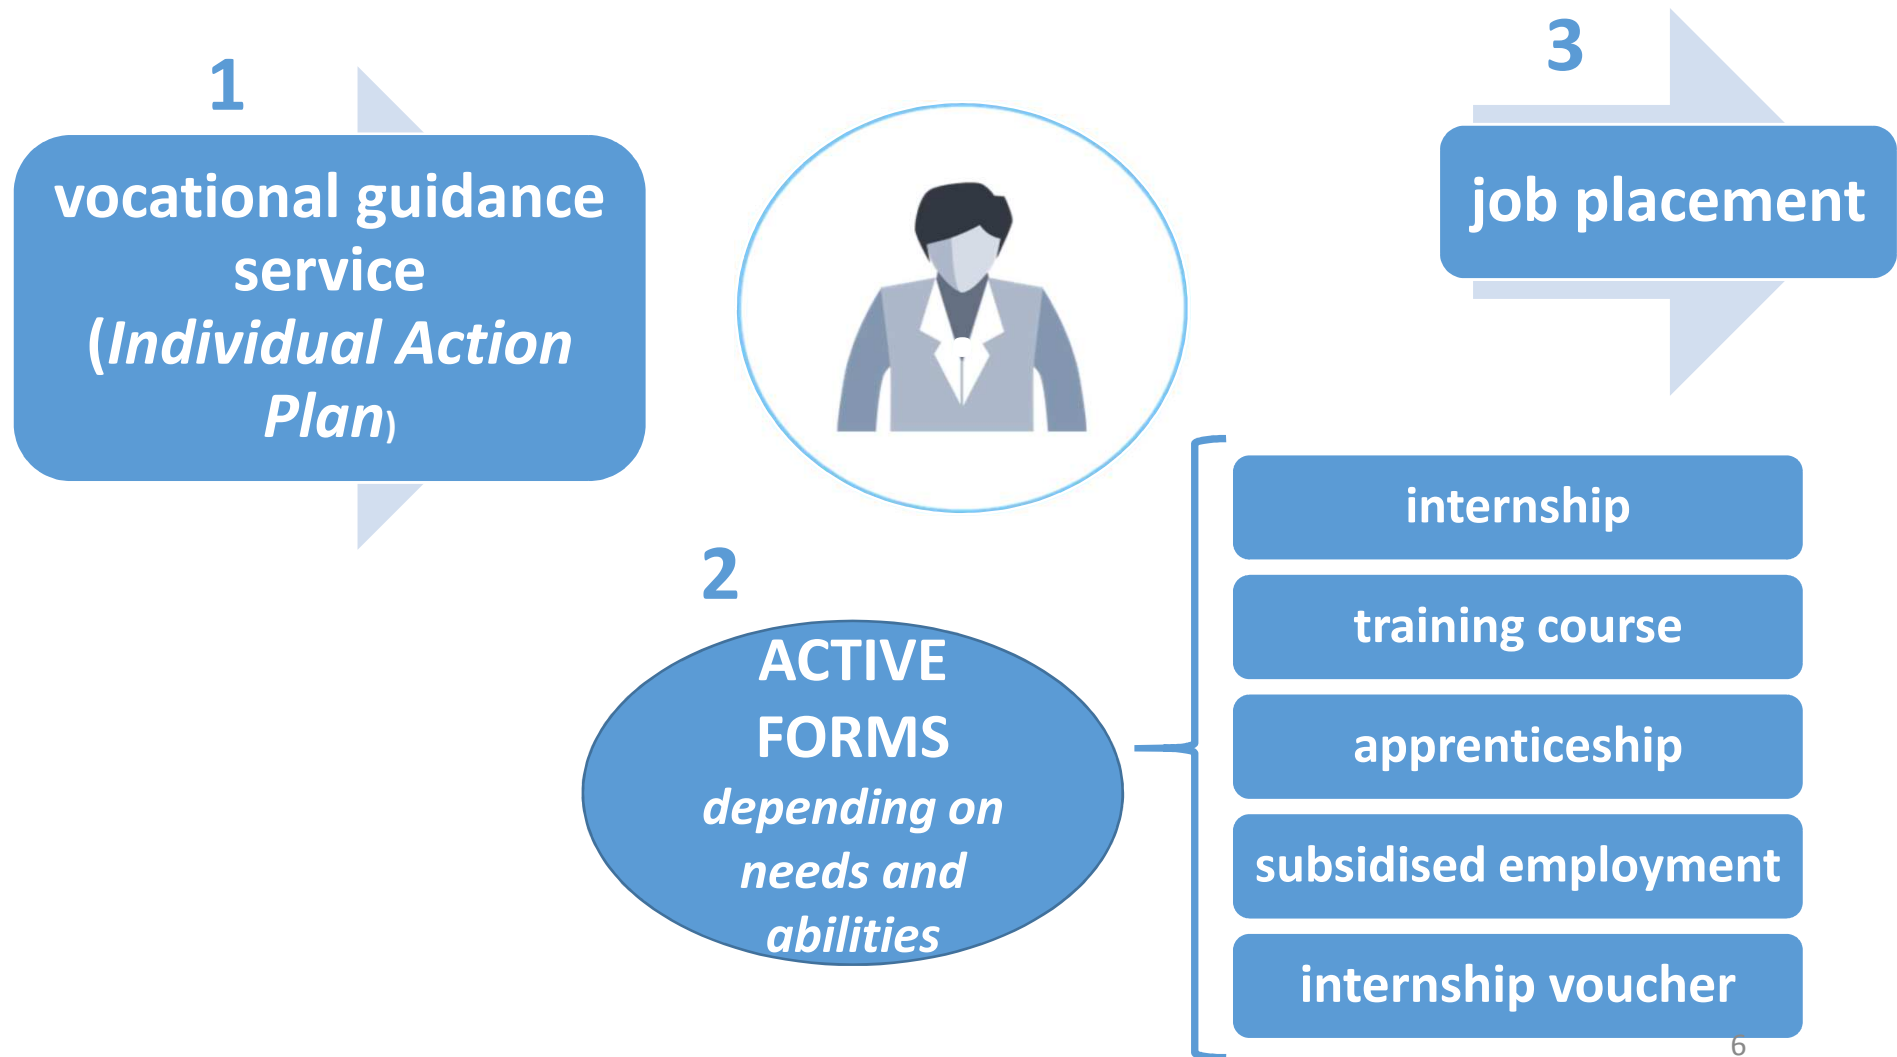 1
vocational guidance
service
(Individual Action
Plan)
2
ACTIVE
FORMS
depending on
needs and
abilities
internship
training course
apprenticeship
subsidised employment
internship voucher
3
job placement
6